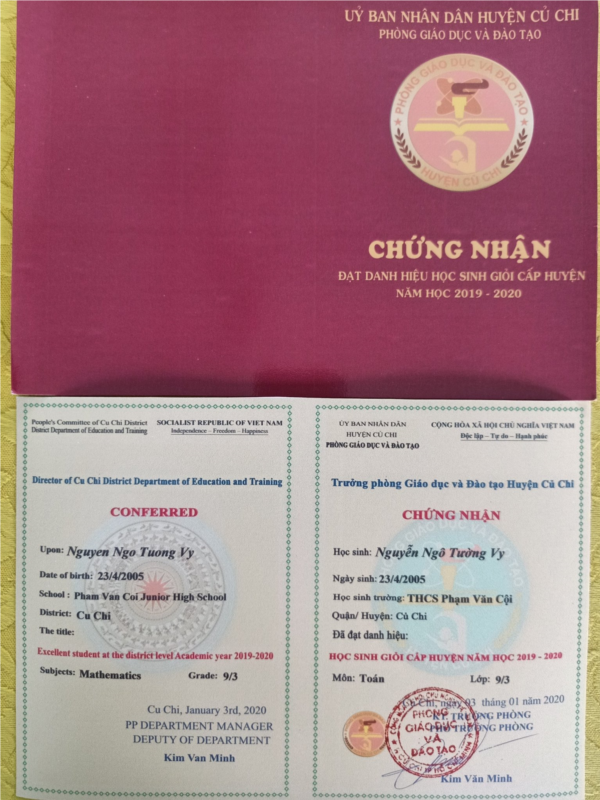 UỶ BAN NHÂN DÂN HUYỆN CỦ CHI
PHÒNG GIÁO DỤC VÀ ĐÀO TẠO
PHÒNG GIÁO DỤC VÀ ĐÀO TẠO
HUYỆN CỦ CHI
CHỨNG NHẬN
ĐẠT DANH HIỆU HỌC SINH GIỎI CẤP HUYỆN
NĂM HỌC 2019 - 2020
People's Committee of Cu Chi District
District Department of Education and Training
SOCIALIST REPUBLIC OF VIET NAM
Independence – Freedom – Happiness
Director of Cu Chi District Department of Education and Training
CONFERRED
Upon: Nguyen Ngo Tuong Vy
Date of birth: 23/4/2005
School : Pham Van Coi Junior High School
District: Cu Chi
The title:
Excellent student at the district level Academic year 2019-2020
Subjects: Mathematics Grade: 9/3
Cu Chi, January 3rd, 2020
PP DEPARTMENT MANAGER
DEPUTY OF DEPARTMENT
Kim Van Minh
ỦY BAN NHÂN DÂN
HUYỆN CỦ CHI
PHÒNG GIÁO DỤC VÀ ĐÀO TẠO
CỘNG HÒA XÃ HỘI CHỦ NGHĨA VIỆT NAM
Độc lập – Tự do – Hạnh phúc
Trưởng phòng Giáo dục và Đào tạo Huyện Củ Chi
CHỨNG NHẬN
Học sinh: Nguyễn Ngô Tường Vy
Ngày sinh: 23/4/2005
Học sinh trường: THCS Phạm Văn Cội
Quận/ Huyện: Củ Chi
Đã đạt danh hiệu:
HỌC SINH GIỎI CẤP HUYỆN NĂM HỌC 2019 - 2020
Môn: Toán Lớp: 9/3
Củ Chi, ngày 03 tháng 01 năm 2020
KT. TRƯỞNG PHÒNG
PHÓ TRƯỞNG PHÒNG
PHÒNG
GIÁO DỤC
VÀ
ĐÀO TẠO
Kim Văn Minh